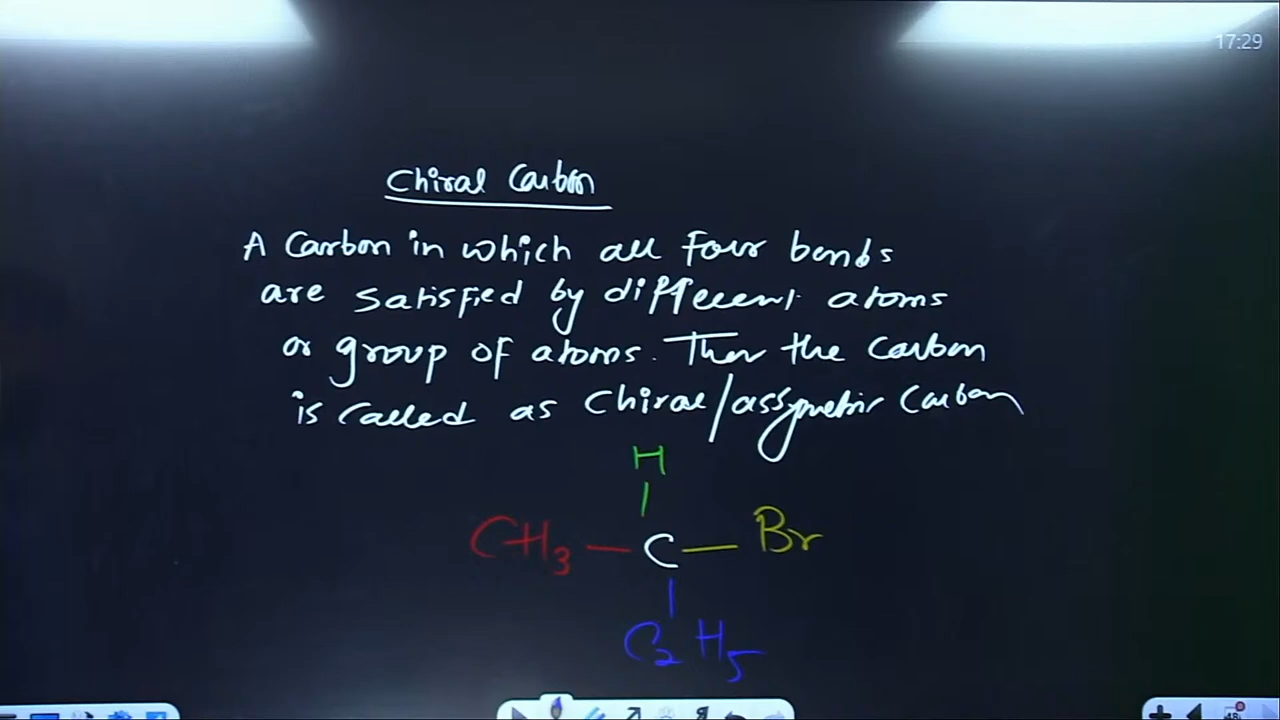 17:29
Chiral Carbon
A Carbon in which all four bonds
are satisfied by different atoms
or group of atoms. Then the carbon
is called as Chiral/assymetric Carbon
H
CH3 — C — Br
C2H5